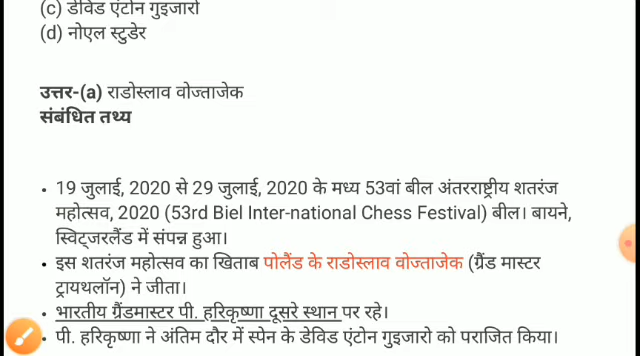 (c) डेविड एंटोन गुइजारो
(d) नोएल स्टुडेर
उत्तर-(a) राडोस्लाव वोज्ताजेक
संबंधित तथ्य
• 19 जुलाई, 2020 से 29 जुलाई, 2020 के मध्य 53वां बील अंतरराष्ट्रीय शतरंज
महोत्सव, 2020 (53rd Biel Inter-national Chess Festival) बील। बायने,
स्विट्जरलैंड में संपन्न हुआ।
• इस शतरंज महोत्सव का खिताब पोलैंड के राडोस्लाव वोज्ताजेक (ग्रैंड मास्टर
ट्रायथलॉन) ने जीता।
• भारतीय ग्रैंडमास्टर पी. हरिकृष्णा दूसरे स्थान पर रहे।
• पी. हरिकृष्णा ने अंतिम दौर में स्पेन के डेविड एंटोन गुइजारो को पराजित किया।